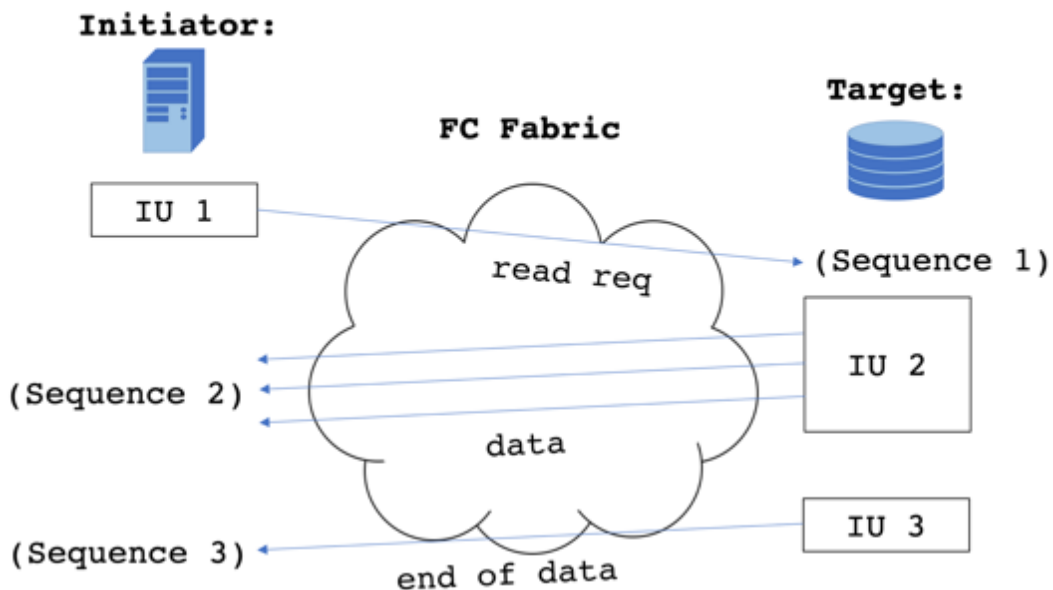 Initiator:
Target:
FC Fabric
IU 1
read req
(Sequence 1)
IU 2
(Sequence 2)
data
IU 3
(Sequence 3)
end of data